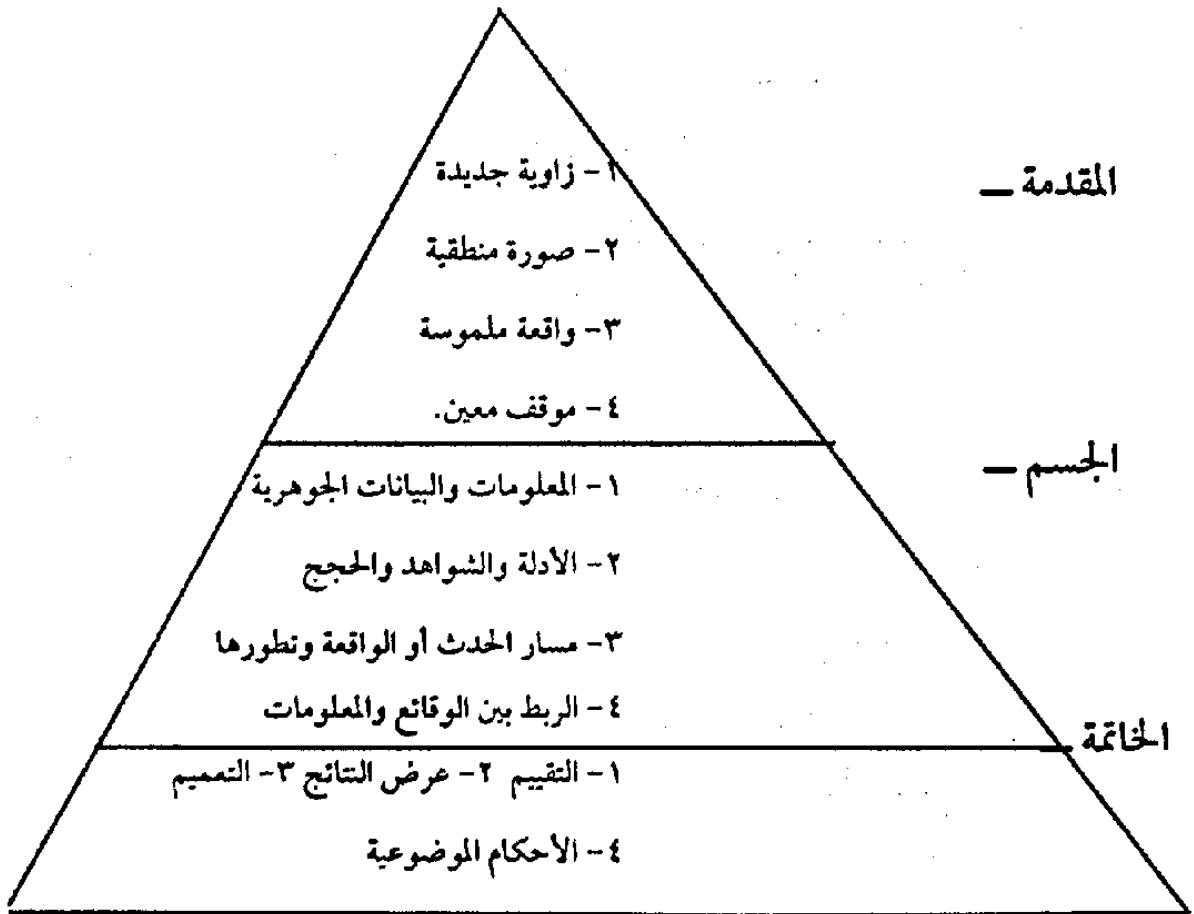 المقدمة –
١- زاوية جديدة
٢- صورة منطقية
٣- واقعة ملموسة
٤- موقف معين.
الجسم –
١- المعلومات والبيانات الجوهرية
٢- الأدلة والشواهد والحجج
٣- مسار الحدث أو الواقعة وتطورها
٤- الربط بين الوقائع والمعلومات
الخاتمة –
١- التقييم ٢- عرض النتائج ٣- التعميم
٤- الأحكام الموضوعية